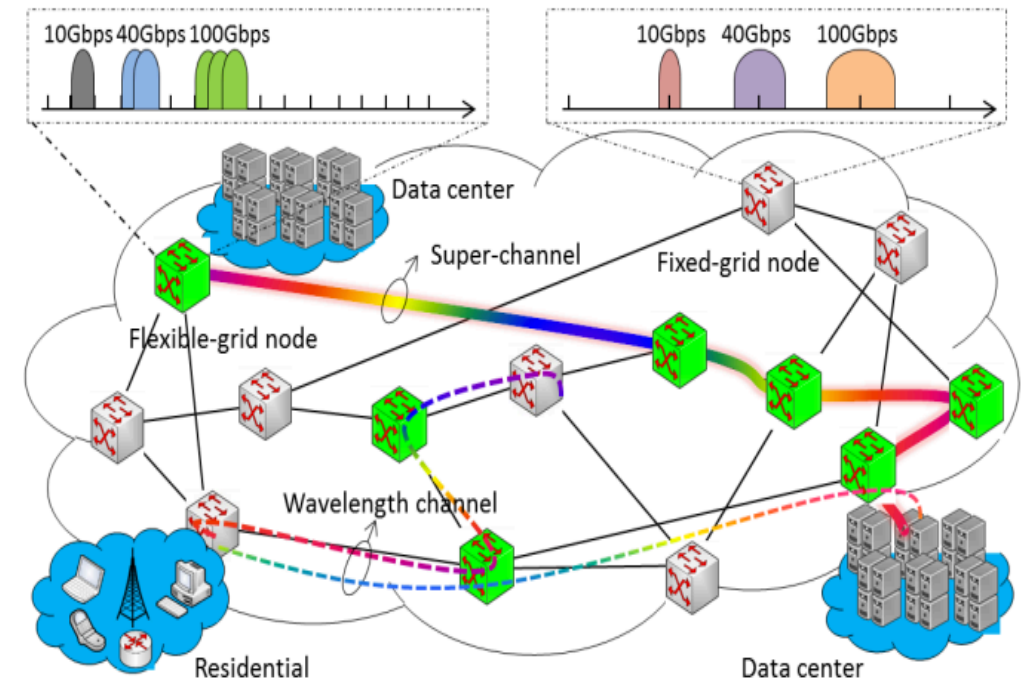 10Gbps 40Gbps 100Gbps
10Gbps 40Gbps 100Gbps
Data center
Super-channel
Fixed-grid node
Flexible-grid node
Wavelength channel
Residential
Data center